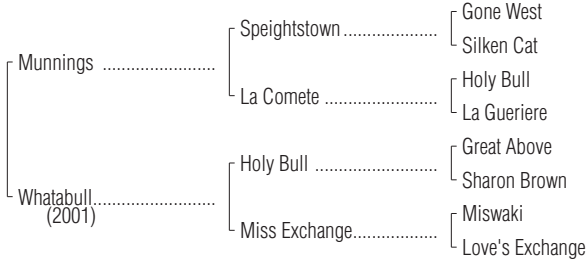 Gone West
Speightstown .....................
Silken Cat
Munnings .........................
Holy Bull
La Comete .........................
La Gueriere
Great Above
Holy Bull ...........................
Sharon Brown
Whatabull...........................
(2001)
Miswaki
Miss Exchange...................
Love's Exchange